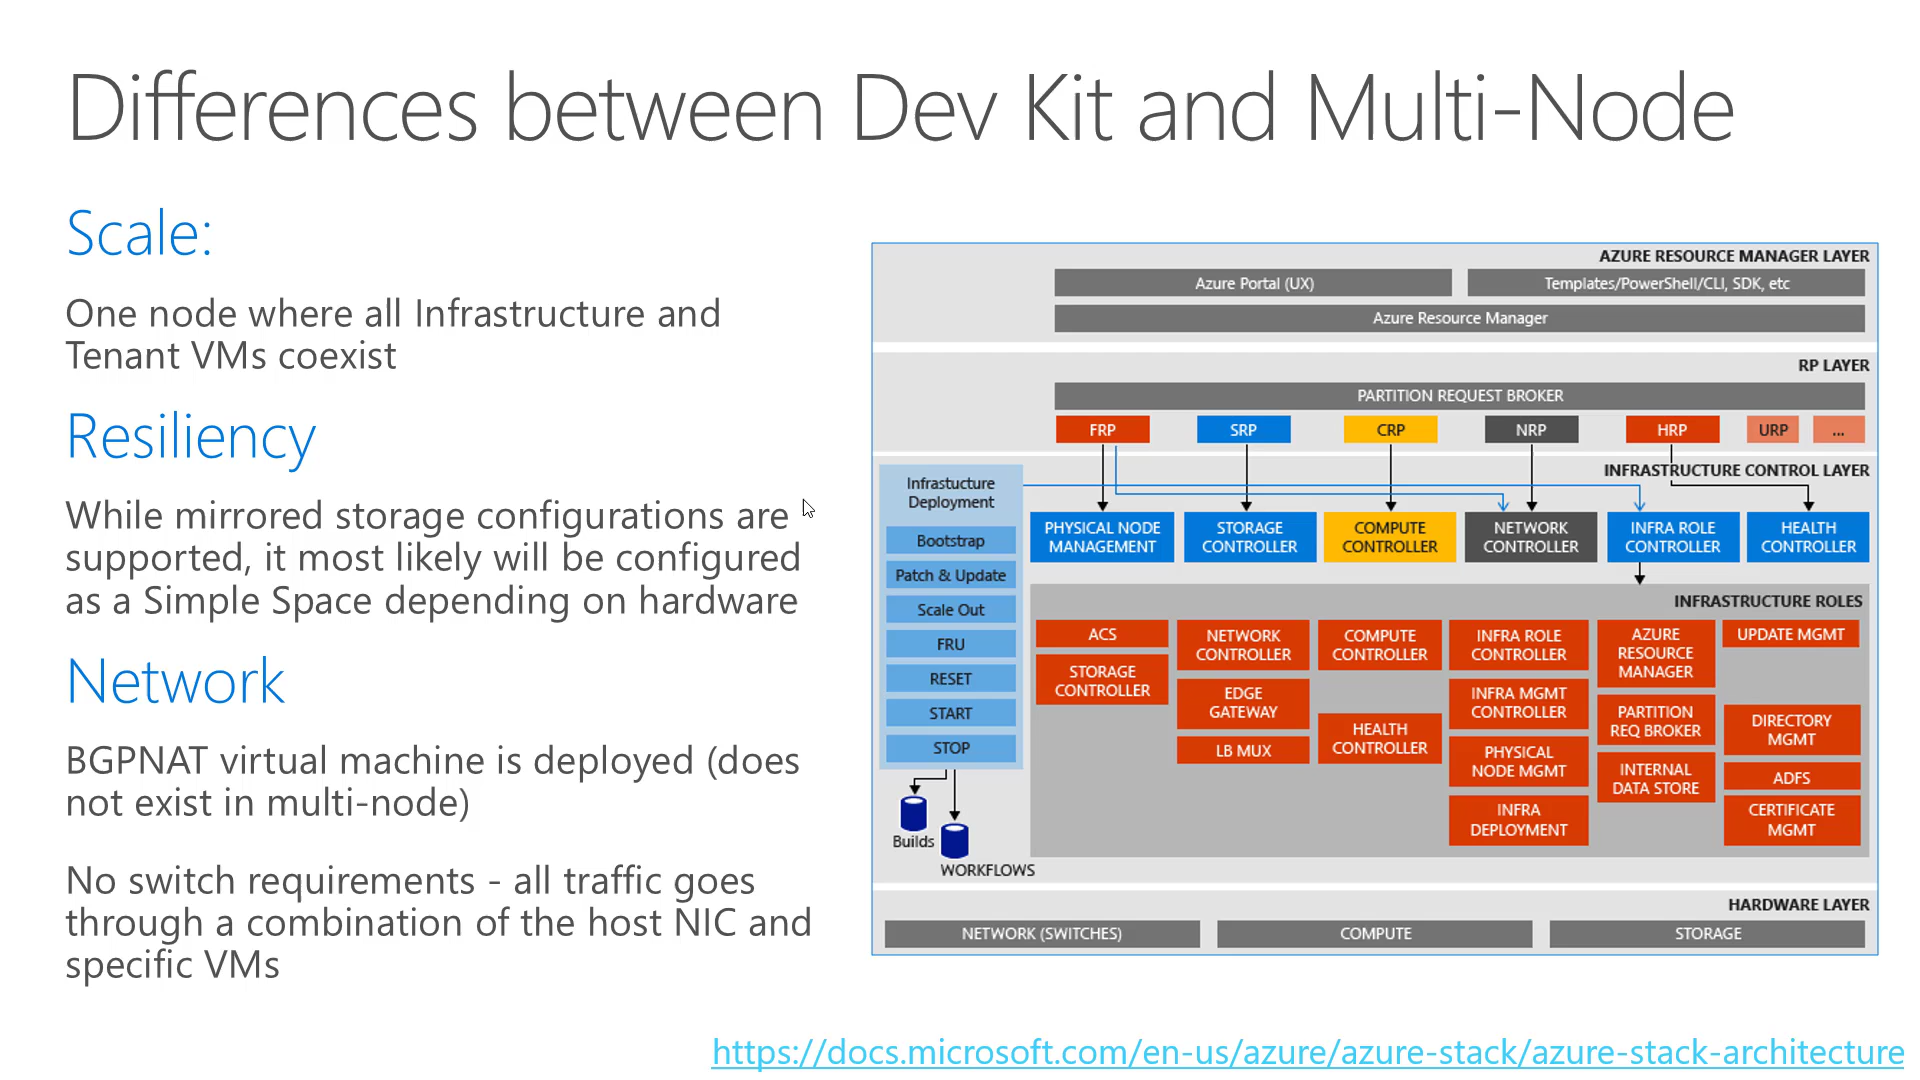 Differences between Dev Kit and Multi-Node
Scale:
One node where all Infrastructure and
Tenant VMs coexist
Resiliency
While mirrored storage configurations are
supported, it most likely will be configured
as a Simple Space depending on hardware
Network
BGPNAT virtual machine is deployed (does
not exist in multi-node)
No switch requirements - all traffic goes
through a combination of the host NIC and
specific VMs
AZURE RESOURCE MANAGER LAYER
Azure Portal (UX)
Templates/PowerShell/CLI, SDK, etc
Azure Resource Manager
RP LAYER
PARTITION REQUEST BROKER
FRP
SRP
CRP
NRP
HRP
URP
...
INFRASTRUCTURE CONTROL LAYER
Infrastucture
Deployment
Bootstrap
Patch & Update
Scale Out
FRU
RESET
START
STOP
Builds
WORKFLOWS
PHYSICAL NODE
MANAGEMENT
STORAGE
CONTROLLER
COMPUTE
CONTROLLER
NETWORK
CONTROLLER
INFRA ROLE
CONTROLLER
HEALTH
CONTROLLER
INFRASTRUCTURE ROLES
ACS
STORAGE
CONTROLLER
NETWORK
CONTROLLER
EDGE
GATEWAY
LB MUX
COMPUTE
CONTROLLER
HEALTH
CONTROLLER
INFRA ROLE
CONTROLLER
INFRA MGMT
CONTROLLER
PHYSICAL
NODE MGMT
INFRA
DEPLOYMENT
AZURE
RESOURCE
MANAGER
PARTITION
REQ BROKER
INTERNAL
DATA STORE
UPDATE MGMT
DIRECTORY
MGMT
ADFS
CERTIFICATE
MGMT
HARDWARE LAYER
NETWORK (SWITCHES)
COMPUTE
STORAGE
https://docs.microsoft.com/en-us/azure/azure-stack/azure-stack-architecture